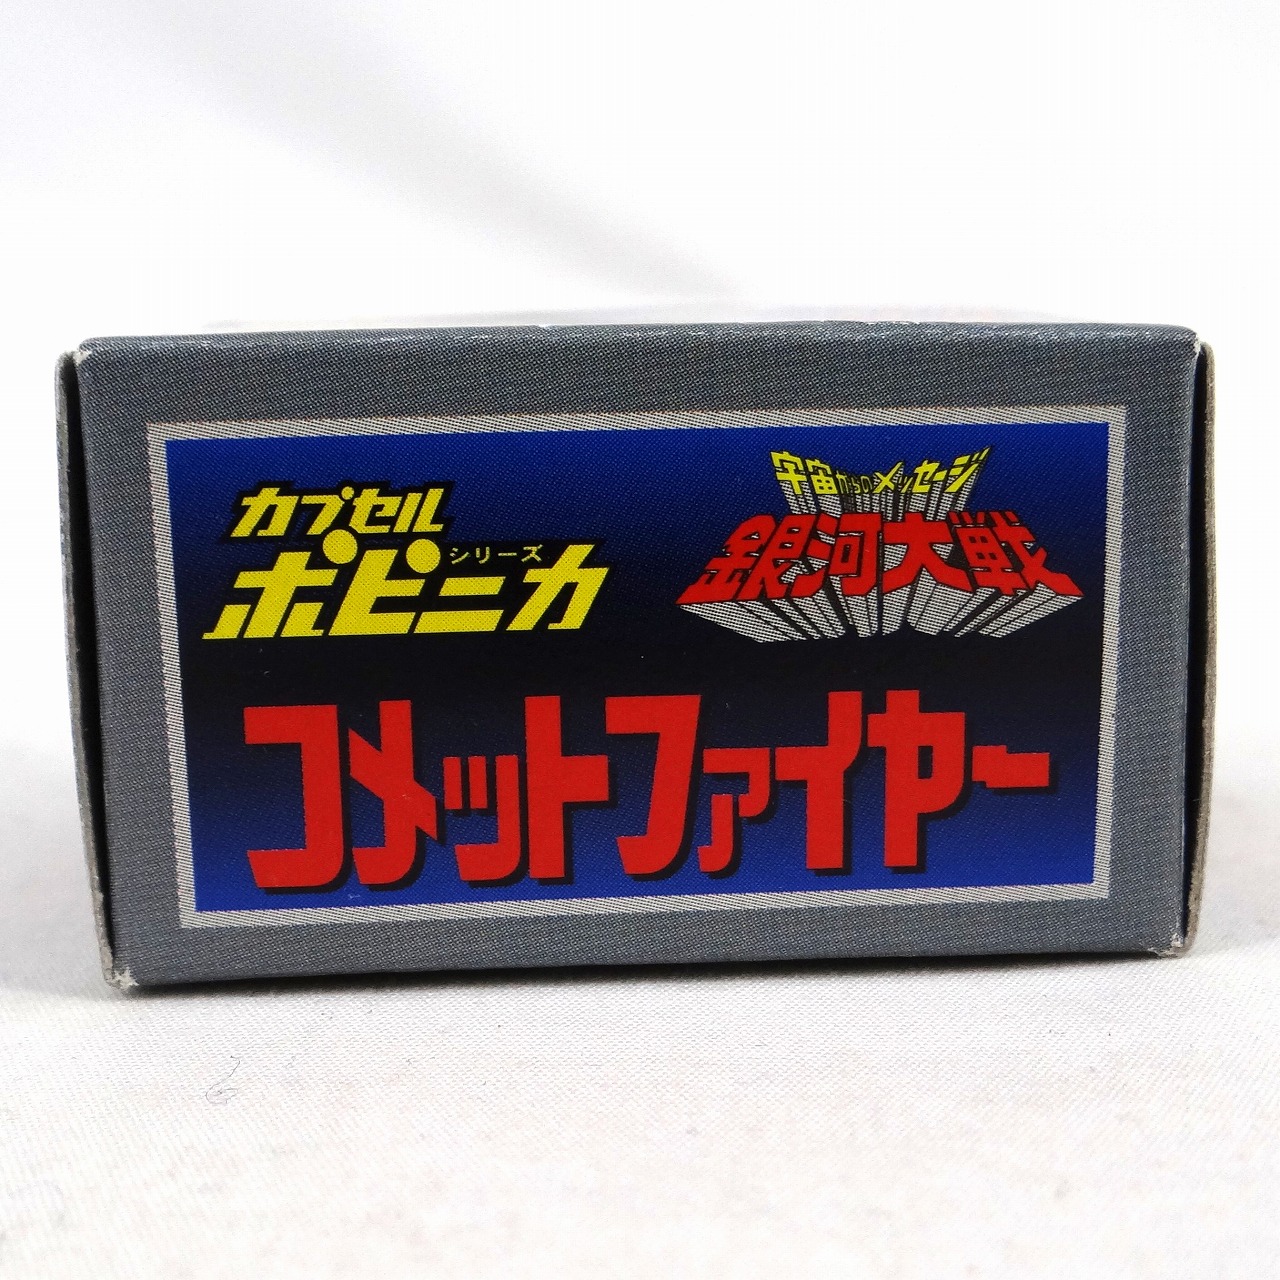 カプセル
ポピニカ
シリーズ
宇宙からのメッセージ
銀河大戦
コメットファイヤー